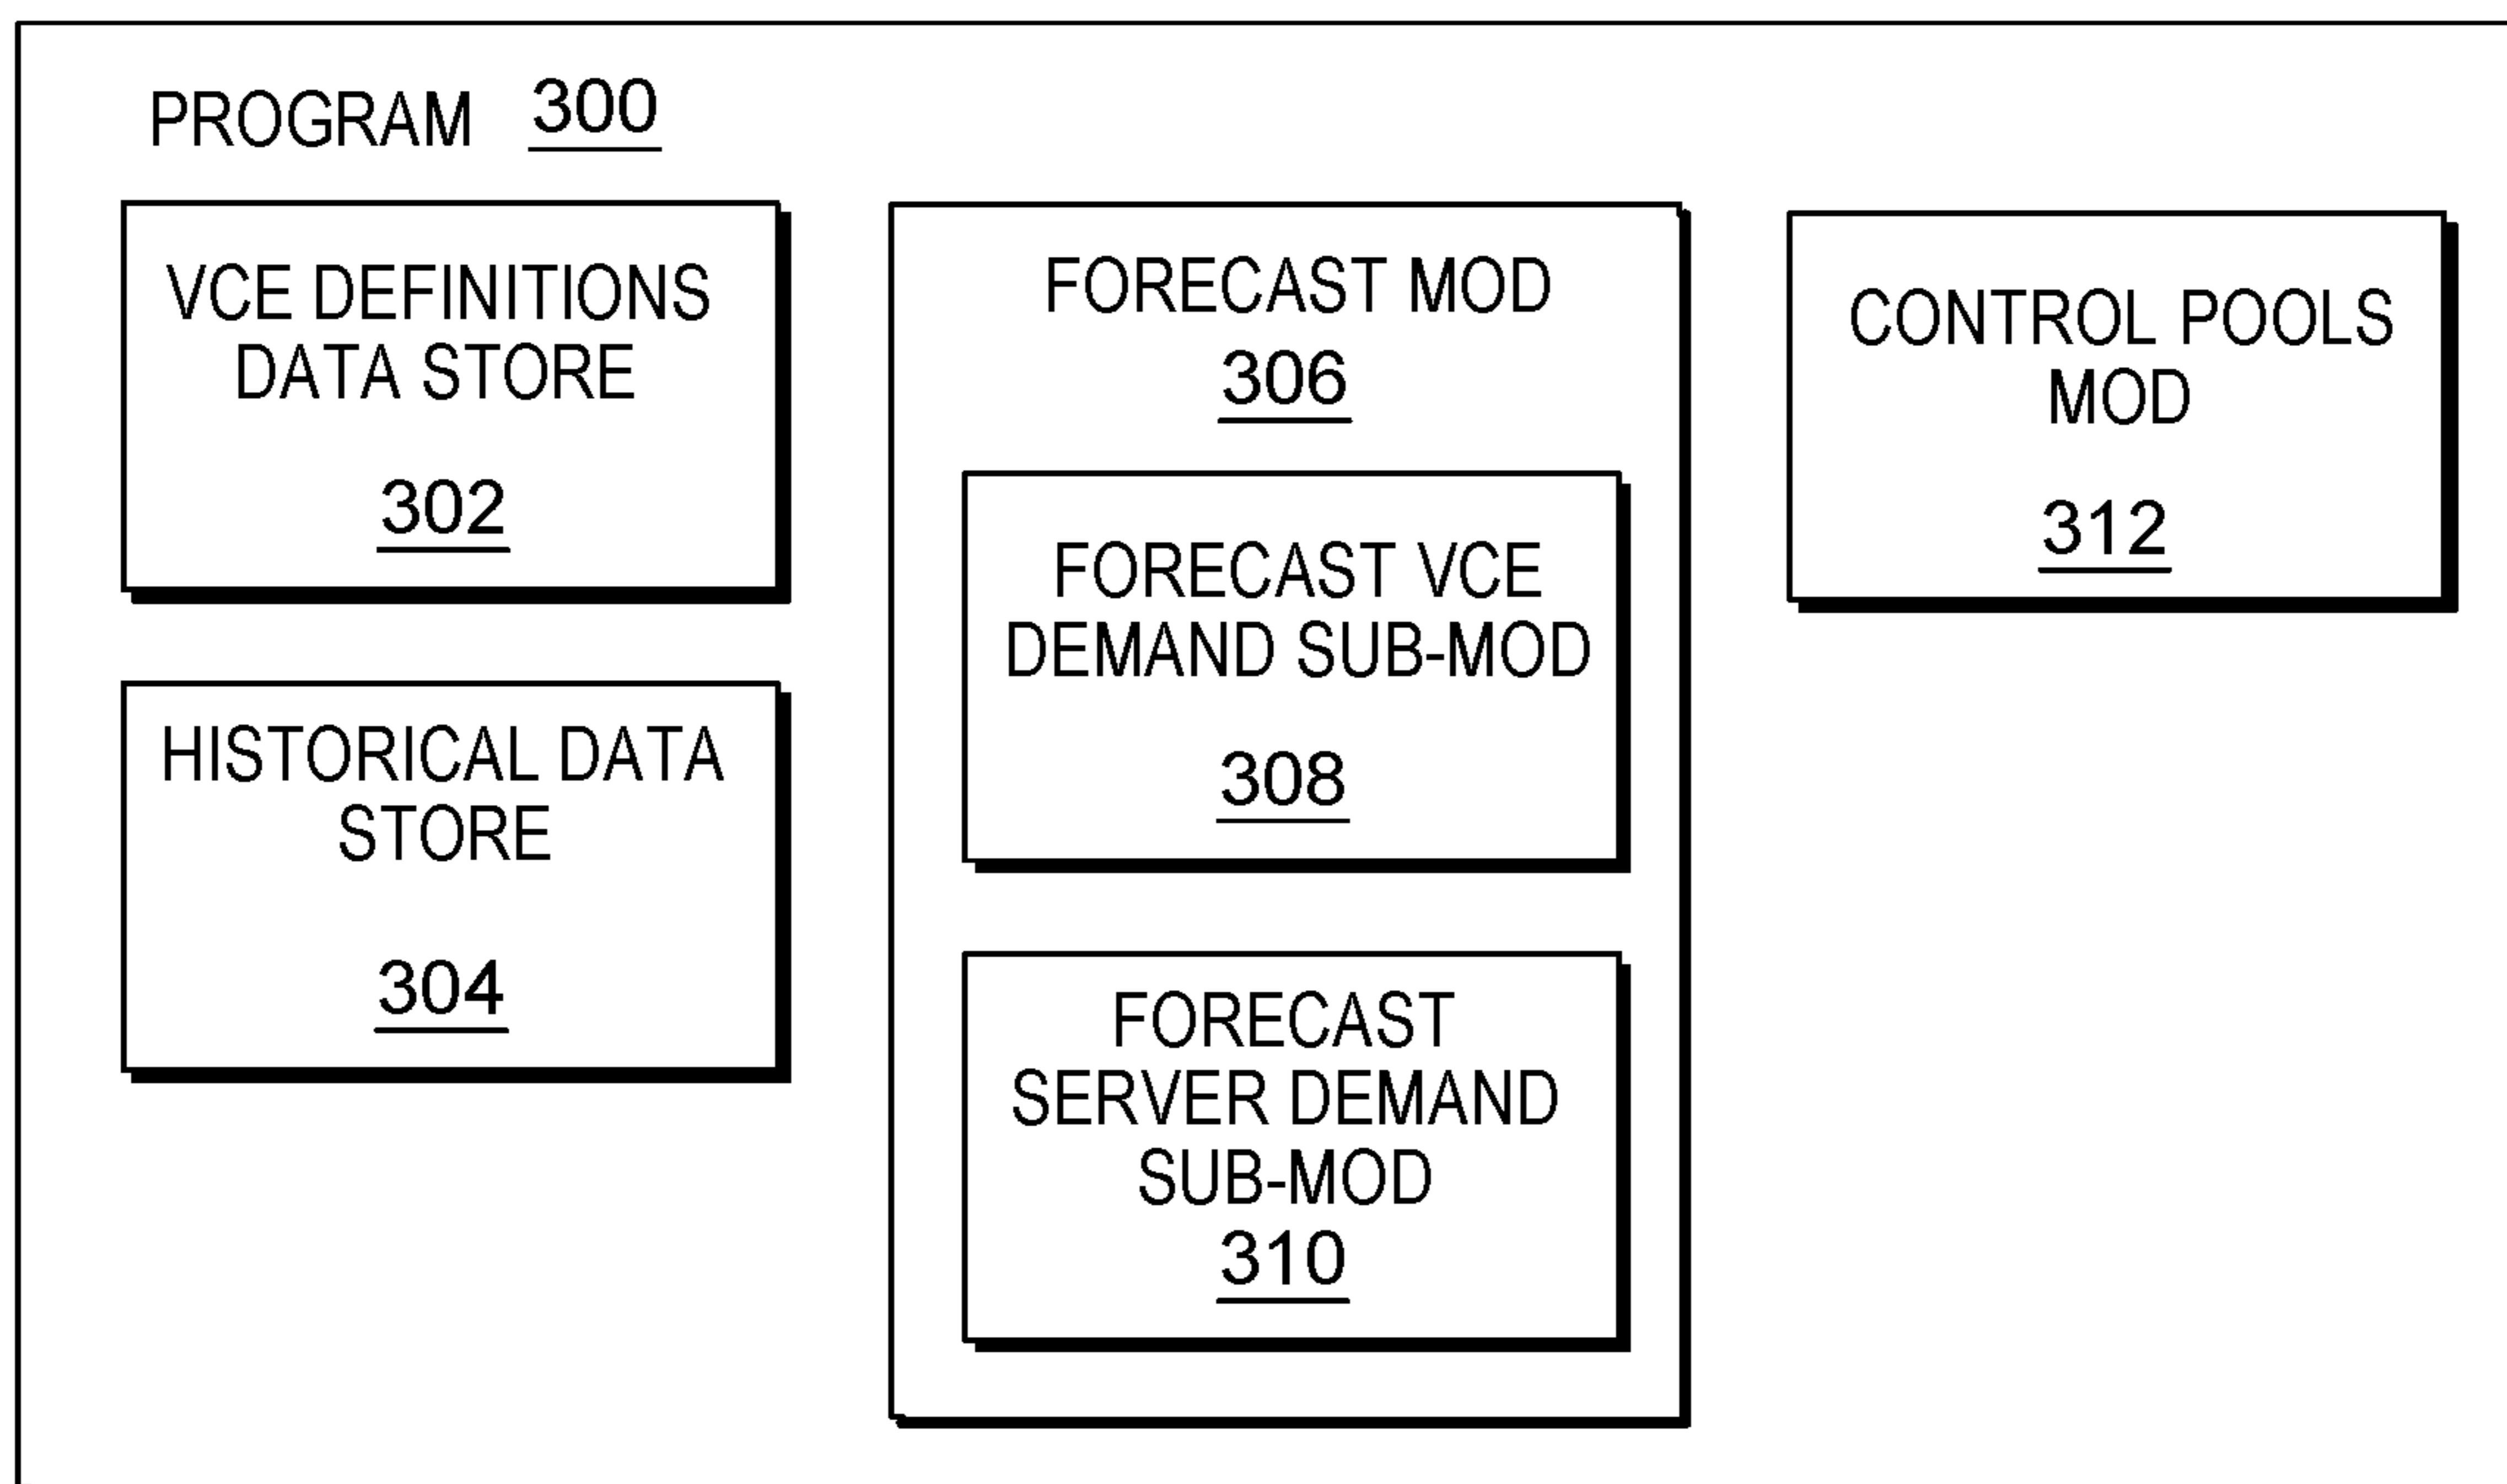 PROGRAM 300
VCE DEFINITIONS
DATA STORE
302
HISTORICAL DATA
STORE
304
FORECAST MOD
306
FORECAST VCE
DEMAND SUB-MOD
308
FORECAST
SERVER DEMAND
SUB-MOD
310
CONTROL POOLS
MOD
312